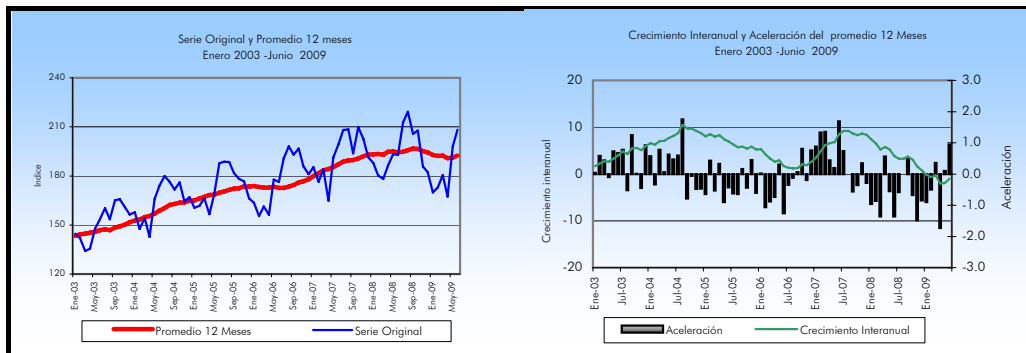 Serie Original y Promedio 12 meses
Enero 2003 -Junio 2009
240
210
180
150
120
Indice
Ene-03
May-03
Sep-03
Ene-04
May-04
Sep-04
Ene-05
May-05
Sep-05
Ene-06
May-06
Sep-06
Ene-07
May-07
Sep-07
Ene-08
May-08
Sep-08
Ene-09
May-09
Promedio 12 Meses
Serie Original
Crecimiento Interanual y Aceleración del promedio 12 Meses
Enero 2003 -Junio 2009
20
10
0
-10
-20
Crecimiento interanual
3.0
2.0
1.0
0.0
-1.0
-2.0
-3.0
Aceleración
Ene-03
Jul-03
Ene-04
Jul-04
Ene-05
Jul-05
Ene-06
Jul-06
Ene-07
Jul-07
Ene-08
Jul-08
Ene-09
Aceleración
Crecimiento Interanual